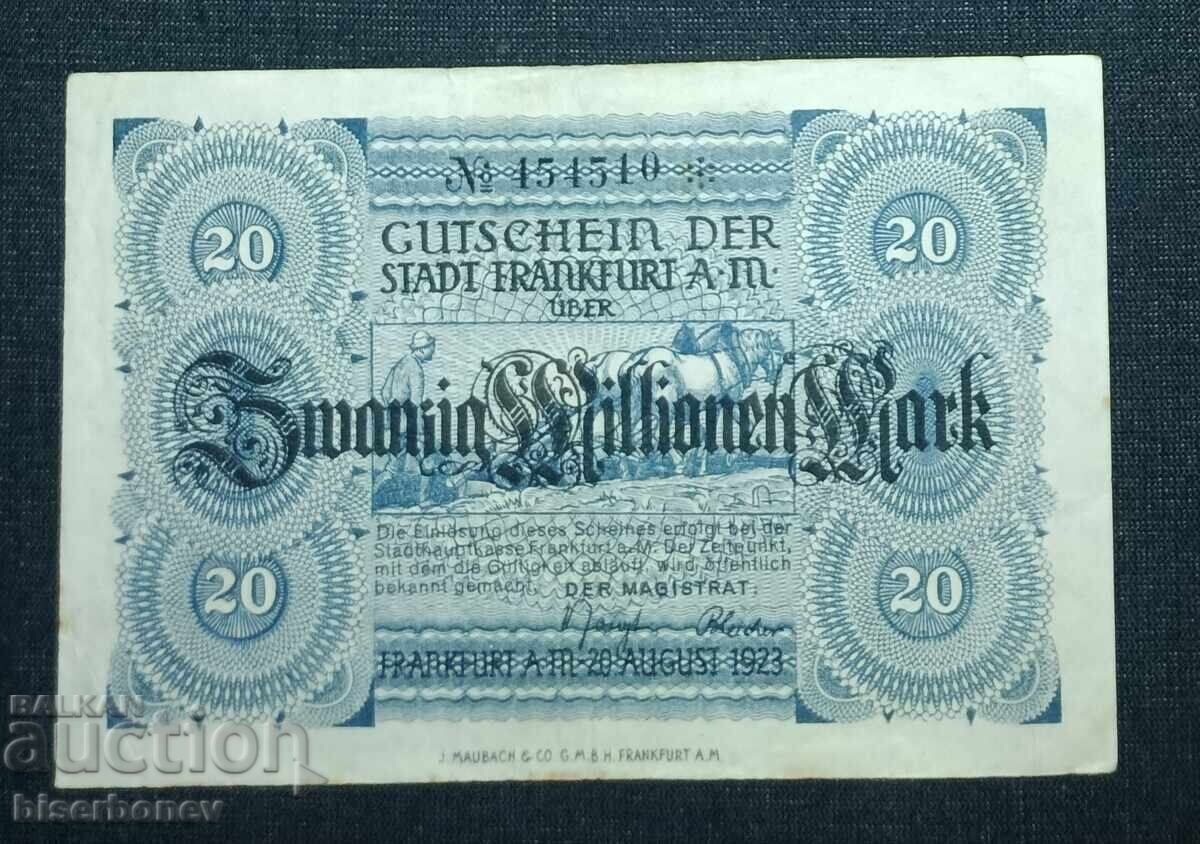 № 454510
GUTSCHEIN DER
STADT FRANKFURT A·M·
ÜBER
20 20
Zwanzig Millionen Mark
Die Einlösung dieses Scheines erfolgt bei der
Stadthauptkasse Frankfurt a. M. Der Zeitpunkt,
mit dem die Gültigkeit abläuft, wird öffentlich
bekannt gemacht. DER MAGISTRAT:
20 20
FRANKFURT A·M·20·AUGUST 1923
J. MAUBACH & CO G.M.B.H. FRANKFURT A.M
BALKAN
auction
biserbonev